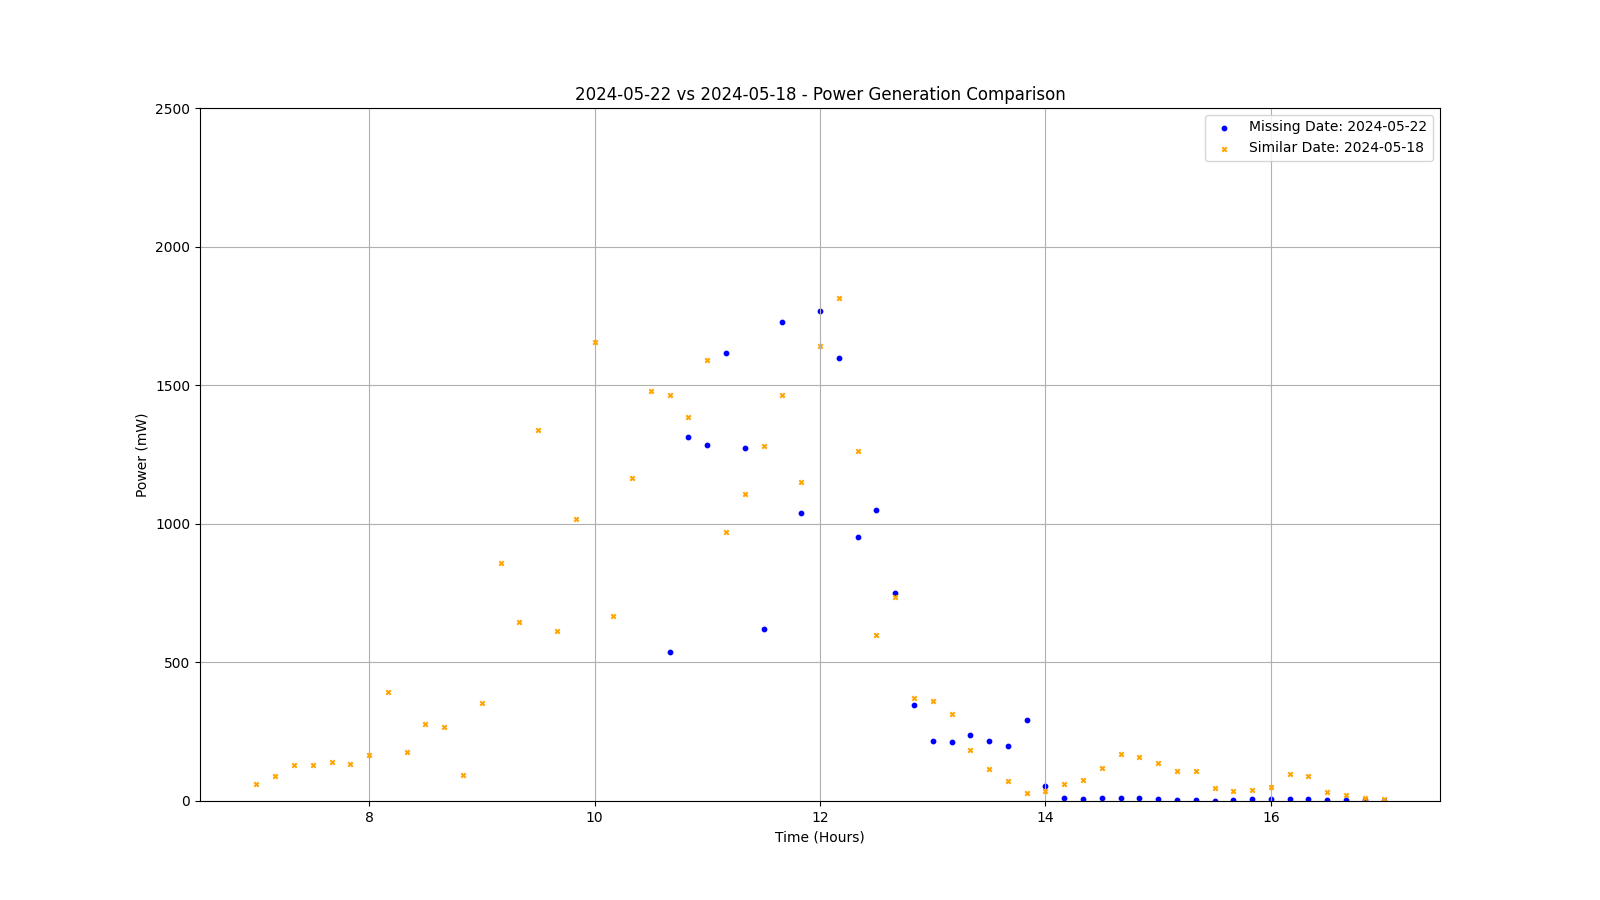 2024-05-22 vs 2024-05-18 - Power Generation Comparison
Missing Date: 2024-05-22
Similar Date: 2024-05-18
2500
2000
1500
1000
500
0
Power (mW)
8
10
12
14
16
Time (Hours)